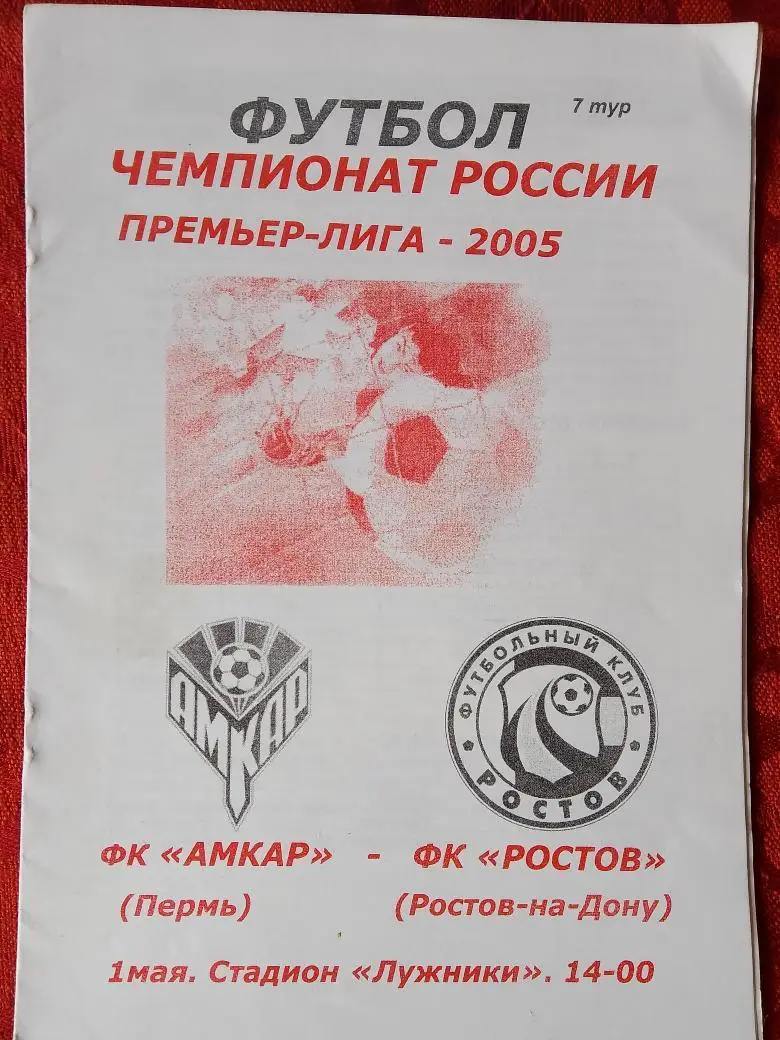 ФУТБОЛ 7 тур
ЧЕМПИОНАТ РОССИИ
ПРЕМЬЕР-ЛИГА - 2005
АМКАР
ФУТБОЛЬНЫЙ КЛУБ
РОСТОВ
ФК «АМКАР» - ФК «РОСТОВ»
(Пермь) (Ростов-на-Дону)
1мая. Стадион «Лужники». 14-00